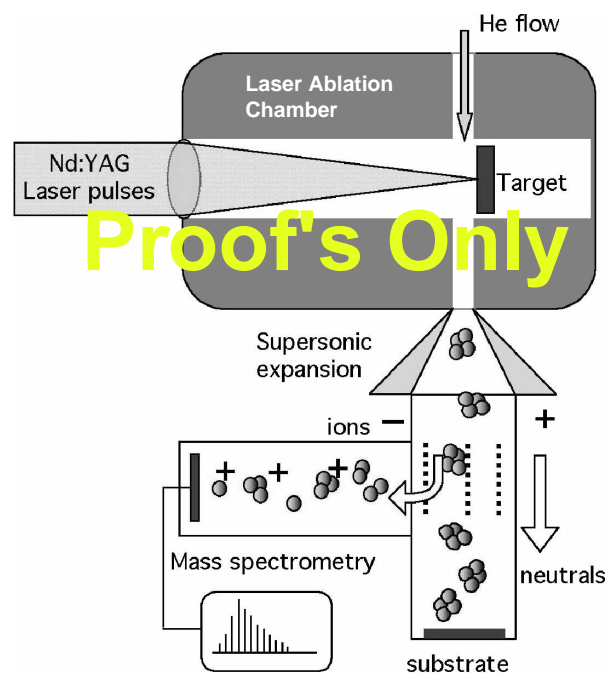 He flow
Laser Ablation
Chamber
Nd:YAG
Laser pulses
Target
Proof's Only
Supersonic
expansion
ions
−
+
+ + +
Mass spectrometry
neutrals
substrate